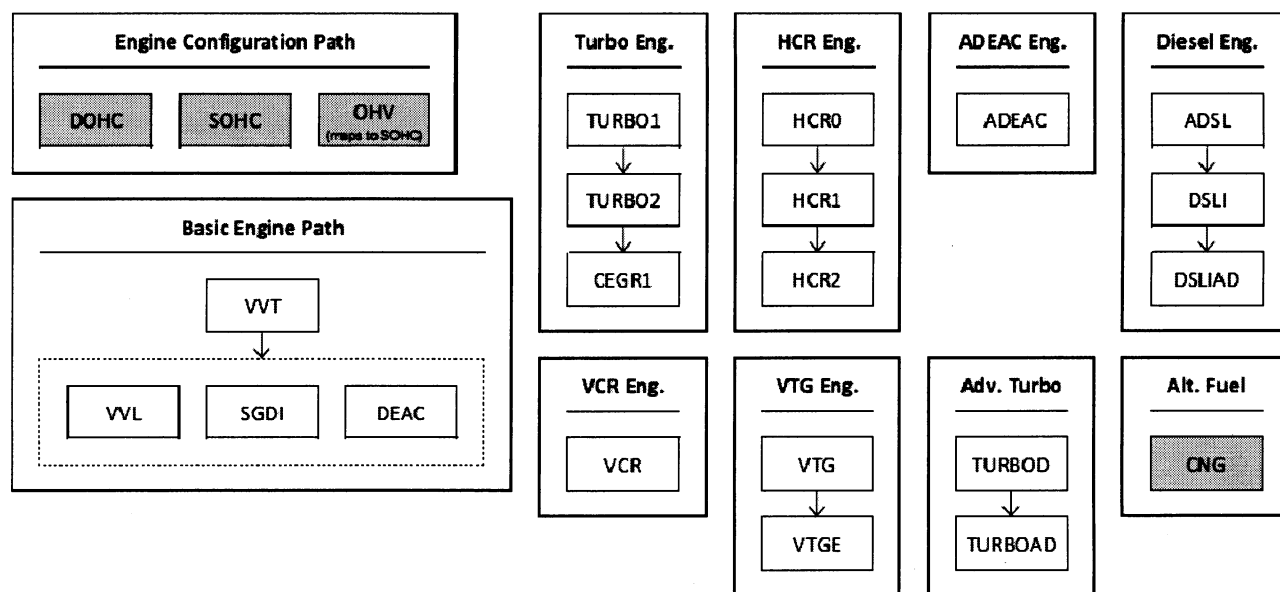 Engine Configuration Path
DOHC
SOHC
OHV
(maps to SOHC)
Basic Engine Path
VVT
VVL
SGDI
DEAC
Turbo Eng.
TURBO1
TURBO2
CEGR1
HCR Eng.
HCR0
HCR1
HCR2
ADEAC Eng.
ADEAC
Diesel Eng.
ADSL
DSLI
DSLIAD
VCR Eng.
VCR
VTG Eng.
VTG
VTGE
Adv. Turbo
TURBOD
TURBOAD
Alt. Fuel
CNG